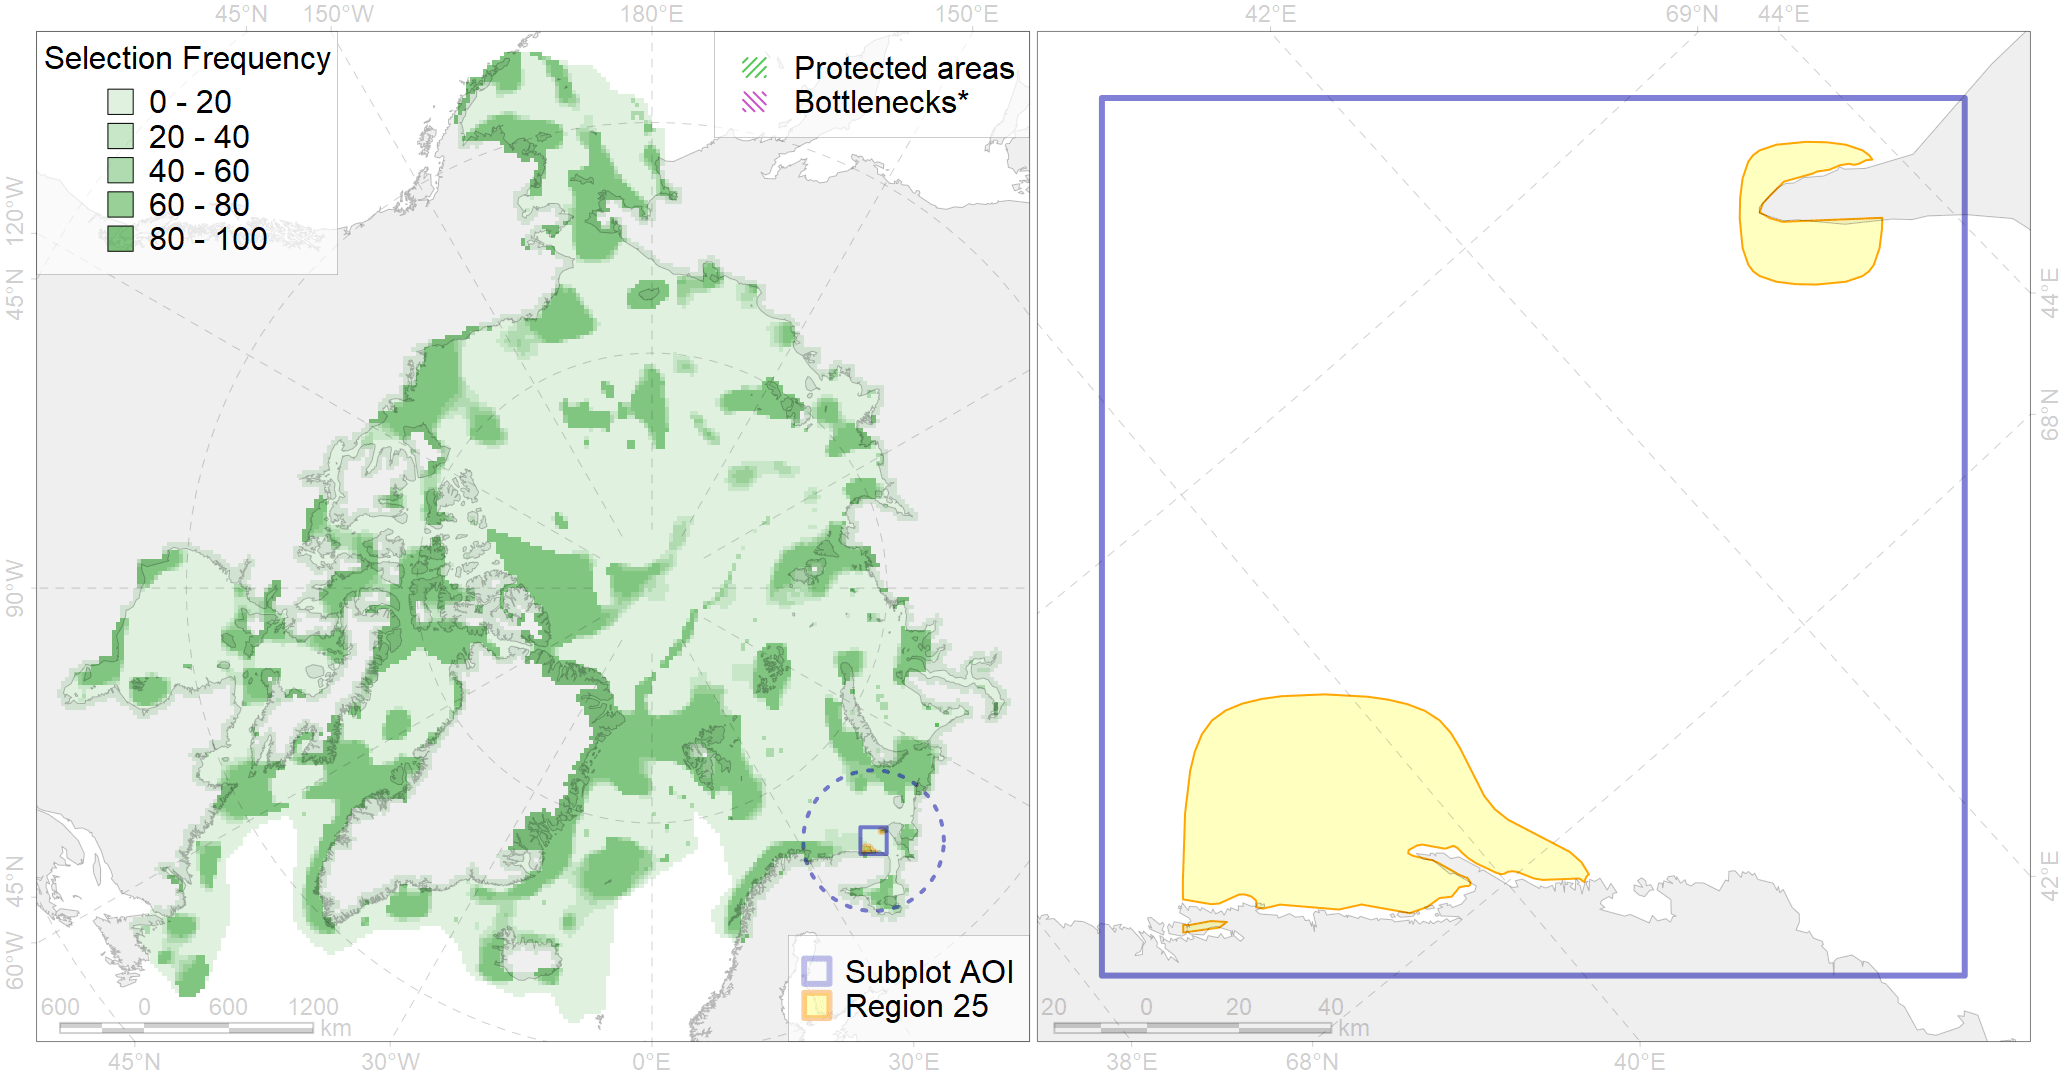 45°N 150°W 180°E 150°E 42°E 69°N 44°E
Selection Frequency
0 - 20
20 - 40
40 - 60
60 - 80
80 - 100
Protected areas
Bottlenecks*
120°W
45°N
90°W
45°N
60°W
44°E
68°N
42°E
Subplot AOI
Region 25
600 0 600 1200
km
20 0 20 40
km
45°N 30°W 0°E 30°E 38°E 68°N 40°E